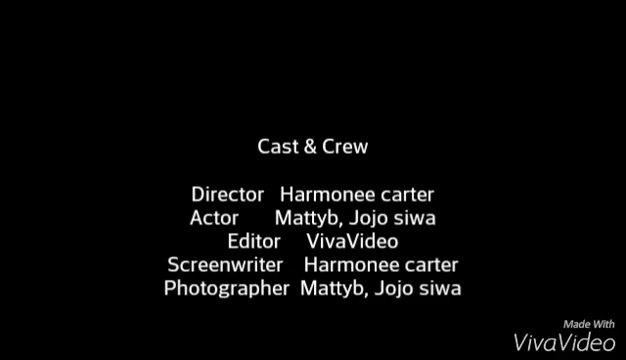 Cast & Crew
Director Harmonee carter
Actor Mattyb, Jojo siwa
Editor VivaVideo
Screenwriter Harmonee carter
Photographer Mattyb, Jojo siwa
Made With
VivaVideo